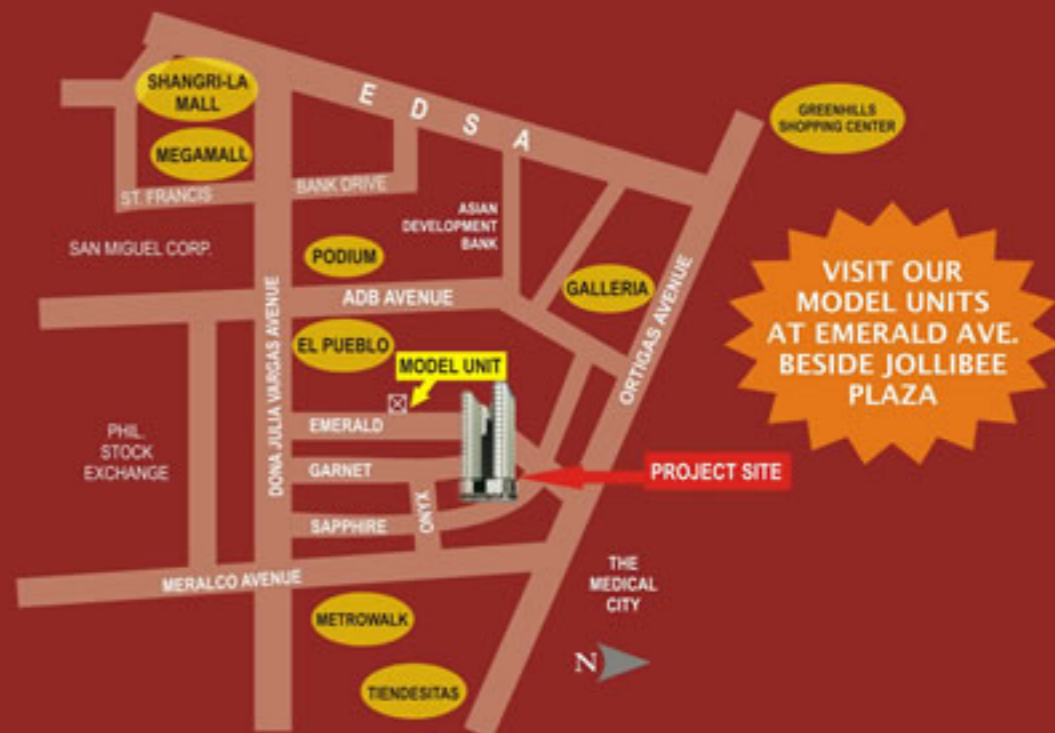 SHANGRI-LA
MALL
MEGAMALL
ST. FRANCIS
SAN MIGUEL CORP.
EDSA
BANK DRIVE
ASIAN
DEVELOPMENT
BANK
GREENHILLS
SHOPPING CENTER
PODIUM
ADB AVENUE
GALLERIA
ORTIGAS AVENUE
VISIT OUR
MODEL UNITS
AT EMERALD AVE.
BESIDE JOLLIBEE
PLAZA
DONA JULIA VARGAS AVENUE
EL PUEBLO
MODEL UNIT
EMERALD
PHIL.
STOCK
EXCHANGE
GARNET
ONYX
PROJECT SITE
SAPPHIRE
MERALCO AVENUE
THE
MEDICAL
CITY
METROWALK
N
TIENDESITAS